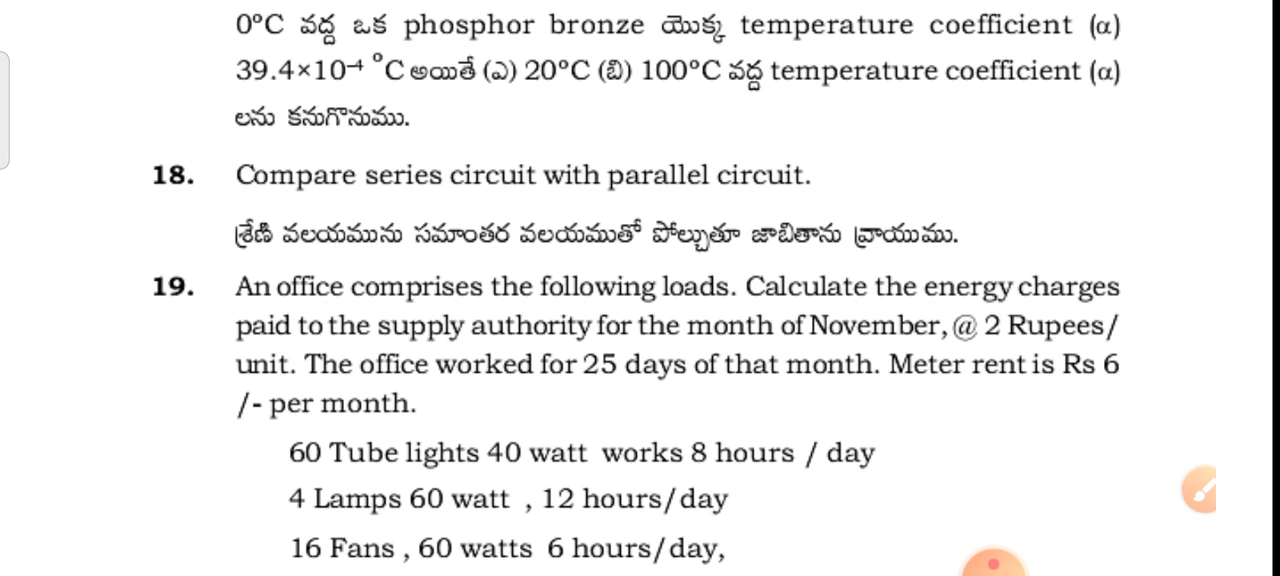 0°C వద్ద ఒక phosphor bronze యొక్క temperature coefficient (α)
39.4×10⁻⁴ °C అయితే (ఎ) 20°C (బి) 100°C వద్ద temperature coefficient (α)
లను కనుగొనుము.
18. Compare series circuit with parallel circuit.
శ్రేణి వలయమును సమాంతర వలయముతో పోల్చుతూ జాబితాను వ్రాయుము.
19. An office comprises the following loads. Calculate the energy charges
paid to the supply authority for the month of November, @ 2 Rupees/
unit. The office worked for 25 days of that month. Meter rent is Rs 6
/- per month.
60 Tube lights 40 watt works 8 hours / day
4 Lamps 60 watt , 12 hours/day
16 Fans , 60 watts 6 hours/day,